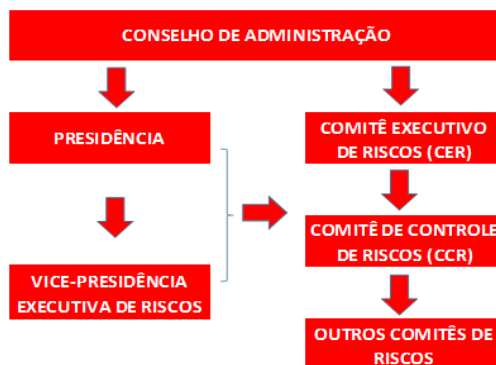 CONSELHO DE ADMINISTRAÇÃO
PRESIDÊNCIA
VICE-PRESIDÊNCIA
EXECUTIVA DE RISCOS
COMITÊ EXECUTIVO
DE RISCOS (CER)
COMITÊ DE CONTROLE
DE RISCOS (CCR)
OUTROS COMITÊS DE
RISCOS